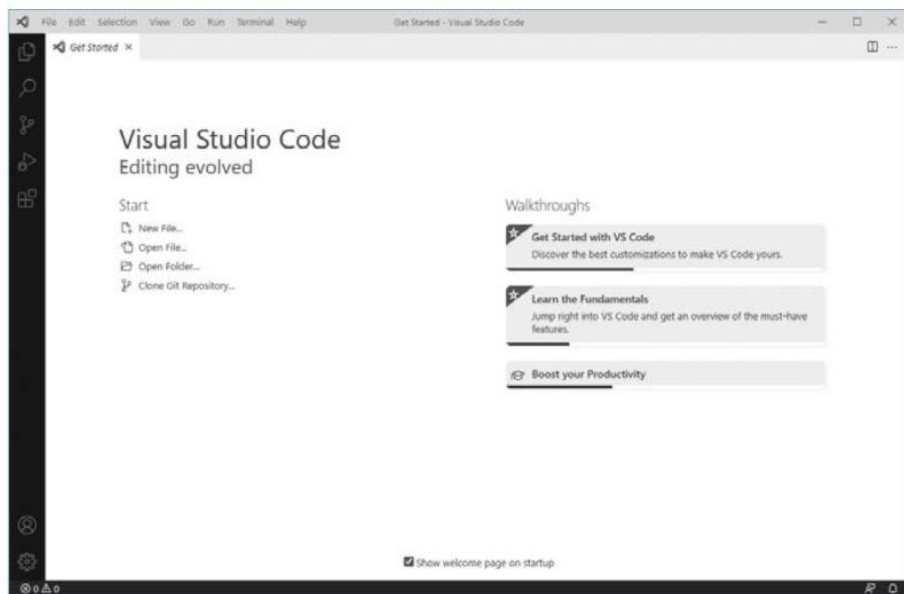 File Edit Selection View Go Run Terminal Help
Get Started - Visual Studio Code
Get Started
Visual Studio Code
Editing evolved
Start
New File...
Open File...
Open Folder...
Clone Git Repository...
Walkthroughs
Get Started with VS Code
Discover the best customizations to make VS Code yours.
Learn the Fundamentals
Jump right into VS Code and get an overview of the must-have
features.
Boost your Productivity
Show welcome page on startup
0 0